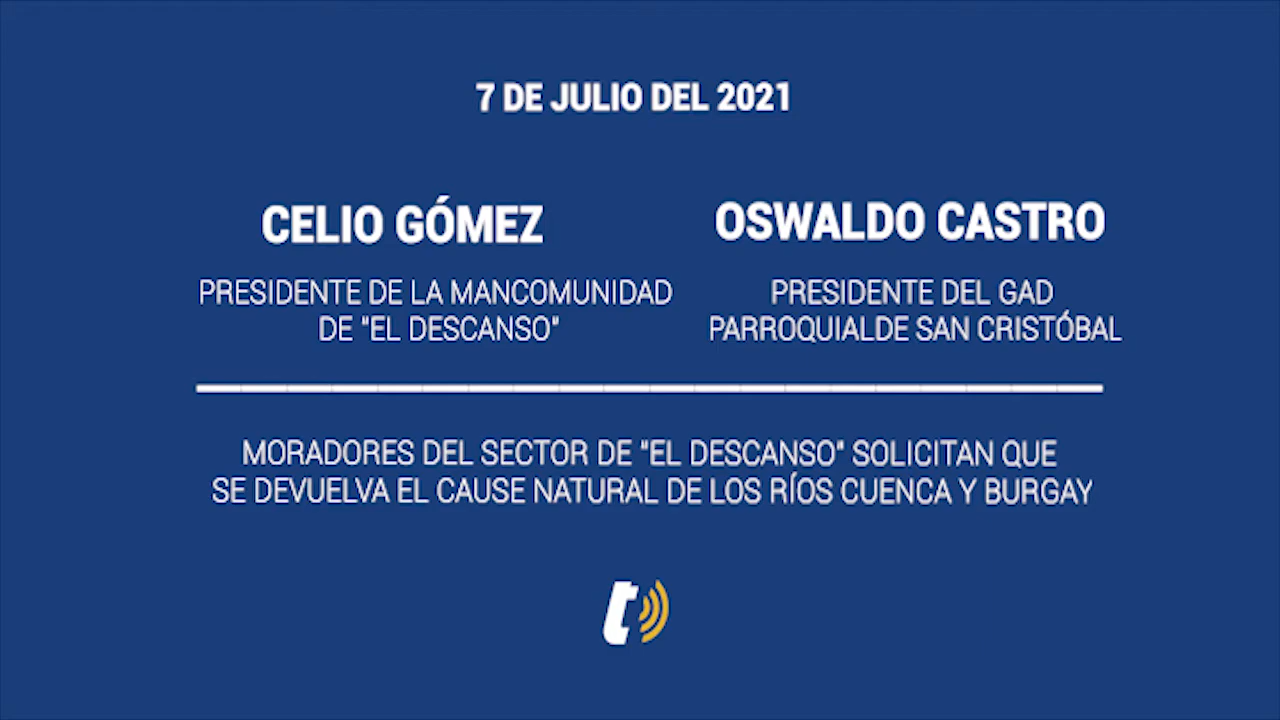 7 DE JULIO DEL 2021
CELIO GÓMEZ
PRESIDENTE DE LA MANCOMUNIDAD
DE "EL DESCANSO"
OSWALDO CASTRO
PRESIDENTE DEL GAD
PARROQUIALDE SAN CRISTÓBAL
MORADORES DEL SECTOR DE "EL DESCANSO" SOLICITAN QUE
SE DEVUELVA EL CAUSE NATURAL DE LOS RÍOS CUENCA Y BURGAY
t